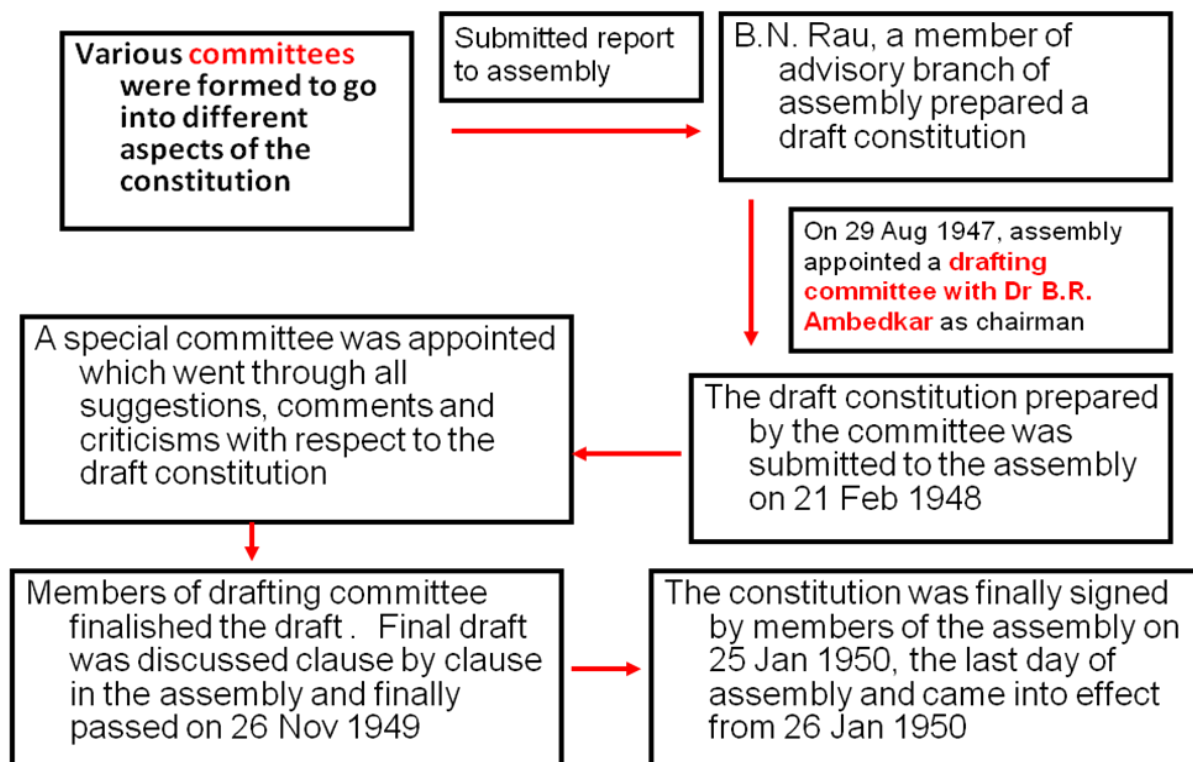 Various committees
were formed to go
into different
aspects of the
constitution
Submitted report
to assembly
B.N. Rau, a member of
advisory branch of
assembly prepared a
draft constitution
On 29 Aug 1947, assembly
appointed a drafting
committee with Dr B.R.
Ambedkar as chairman
The draft constitution prepared
by the committee was
submitted to the assembly
on 21 Feb 1948
A special committee was appointed
which went through all
suggestions, comments and
criticisms with respect to the
draft constitution
Members of drafting committee
finalished the draft . Final draft
was discussed clause by clause
in the assembly and finally
passed on 26 Nov 1949
The constitution was finally signed
by members of the assembly on
25 Jan 1950, the last day of
assembly and came into effect
from 26 Jan 1950